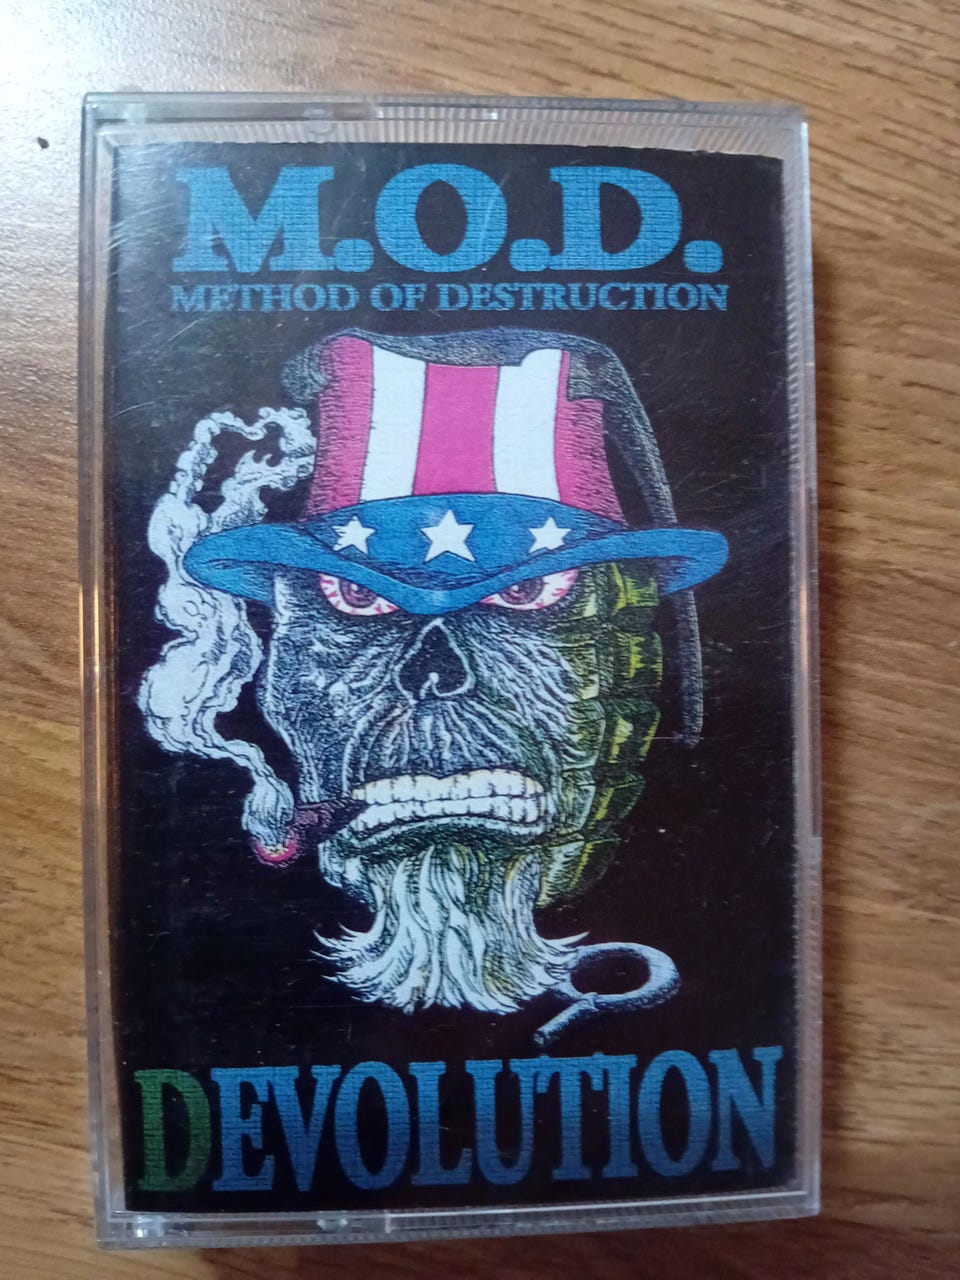 M.O.D.
METHOD OF DESTRUCTION
DEVOLUTION